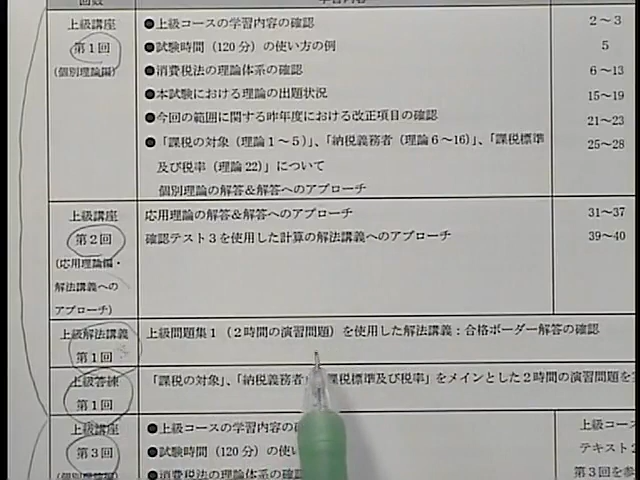 回数 学習内容
上級講座
第1回
(個別理論編)
●上級コースの学習内容の確認 2～3
●試験時間(120分)の使い方の例 5
●消費税法の理論体系の確認 6～13
●本試験における理論の出題状況 15～19
●今回の範囲に関する昨年度における改正項目の確認 21～23
●「課税の対象(理論1～5)」、「納税義務者(理論6～16)」、「課税標準 25～28
及び税率(理論22)」について
個別理論の解答&解答へのアプローチ
上級講座
第2回
(応用理論編・
解法講義への
アプローチ)
応用理論の解答&解答へのアプローチ 31～37
確認テスト3を使用した計算の解法講義へのアプローチ 39～40
上級解法講義
第1回
上級問題集1(2時間の演習問題)を使用した解法講義:合格ボーダー解答の確認
上級答練
第1回
「課税の対象」、「納税義務者 課税標準及び税率」をメインとした2時間の演習問題を
上級講座
第3回
(個別理論編)
●上級コースの学習内容の 上級コース
●試験時間(120分)の使い テキスト
●消費税法の理論体系の確認 第3回を